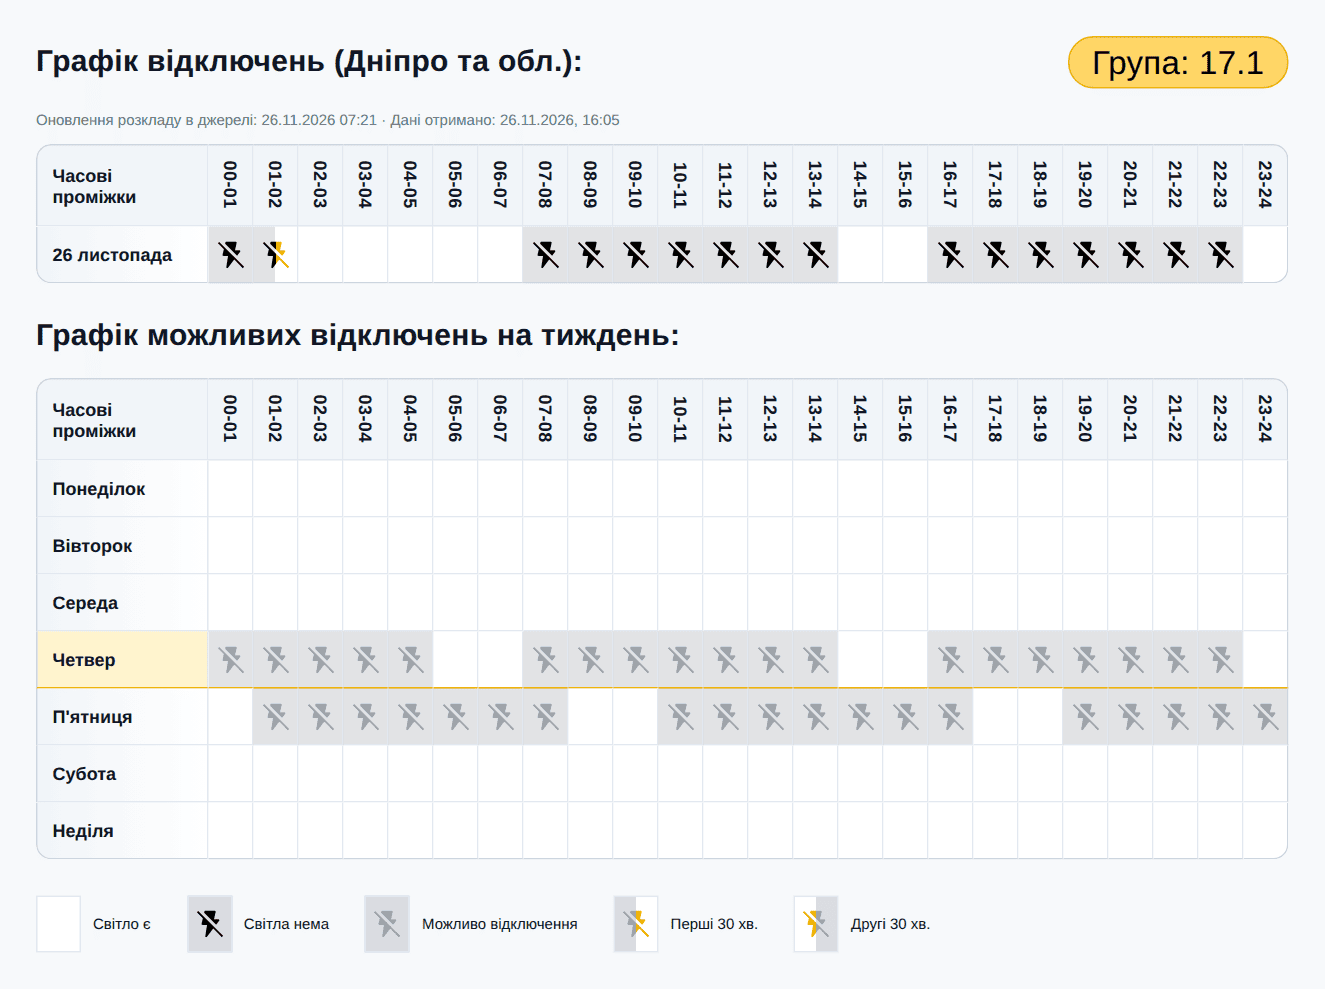 Графік відключень (Дніпро та обл.):
Група: 17.1
Оновлення розкладу в джерелі: 26.11.2026 07:21 · Дані отримано: 26.11.2026, 16:05
Часові проміжки 00-01 01-02 02-03 03-04 04-05 05-06 06-07 07-08 08-09 09-10 10-11 11-12 12-13 13-14 14-15 15-16 16-17 17-18 18-19 19-20 20-21 21-22 22-23 23-24
26 листопада
Графік можливих відключень на тиждень:
Часові проміжки 00-01 01-02 02-03 03-04 04-05 05-06 06-07 07-08 08-09 09-10 10-11 11-12 12-13 13-14 14-15 15-16 16-17 17-18 18-19 19-20 20-21 21-22 22-23 23-24
Понеділок
Вівторок
Середа
Четвер
П'ятниця
Субота
Неділя
Світло є Світла нема Можливо відключення Перші 30 хв. Другі 30 хв.